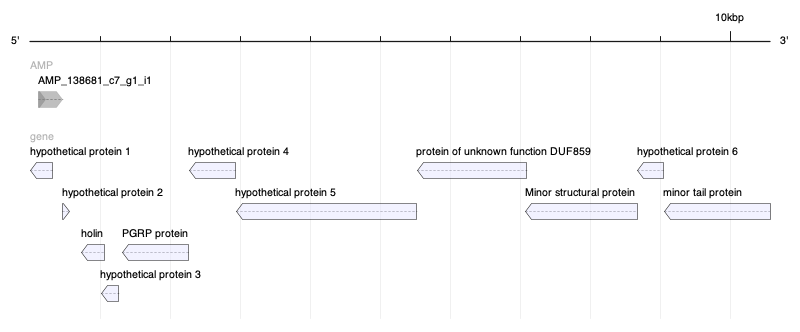 10kbp
5' 3'
AMP
AMP_138681_c7_g1_i1
gene
hypothetical protein 1 hypothetical protein 4 protein of unknown function DUF859 hypothetical protein 6
hypothetical protein 2 hypothetical protein 5 Minor structural protein minor tail protein
holin PGRP protein
hypothetical protein 3